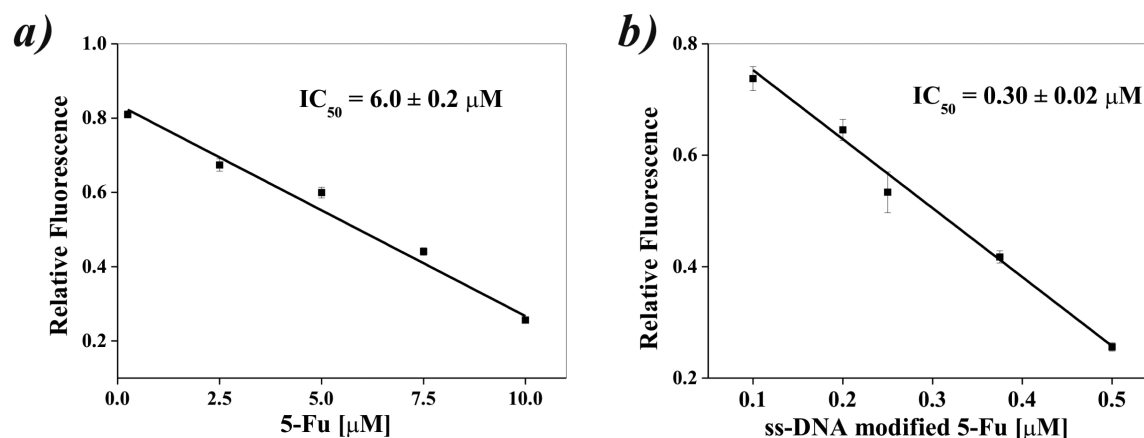 a)
1.0
0.8
0.6
0.4
0.2
Relative Fluorescence
IC50 = 6.0 ± 0.2 μM
0.0 2.5 5.0 7.5 10.0
5-Fu [μM]
b)
0.8
0.6
0.4
0.2
Relative Fluorescence
IC50 = 0.30 ± 0.02 μM
0.1 0.2 0.3 0.4 0.5
ss-DNA modified 5-Fu [μM]